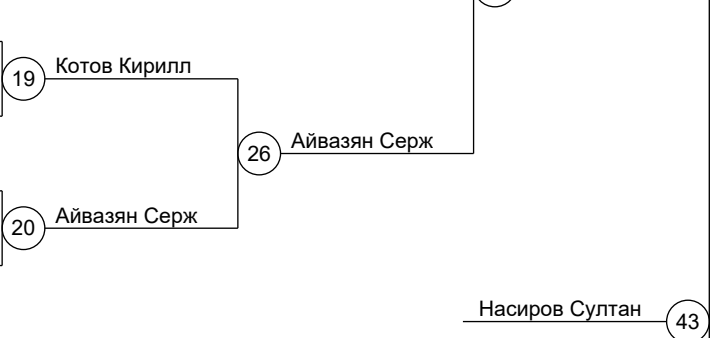 Котов Кирилл
19
Айвазян Серж
26
Айвазян Серж
20
Насиров Султан
43